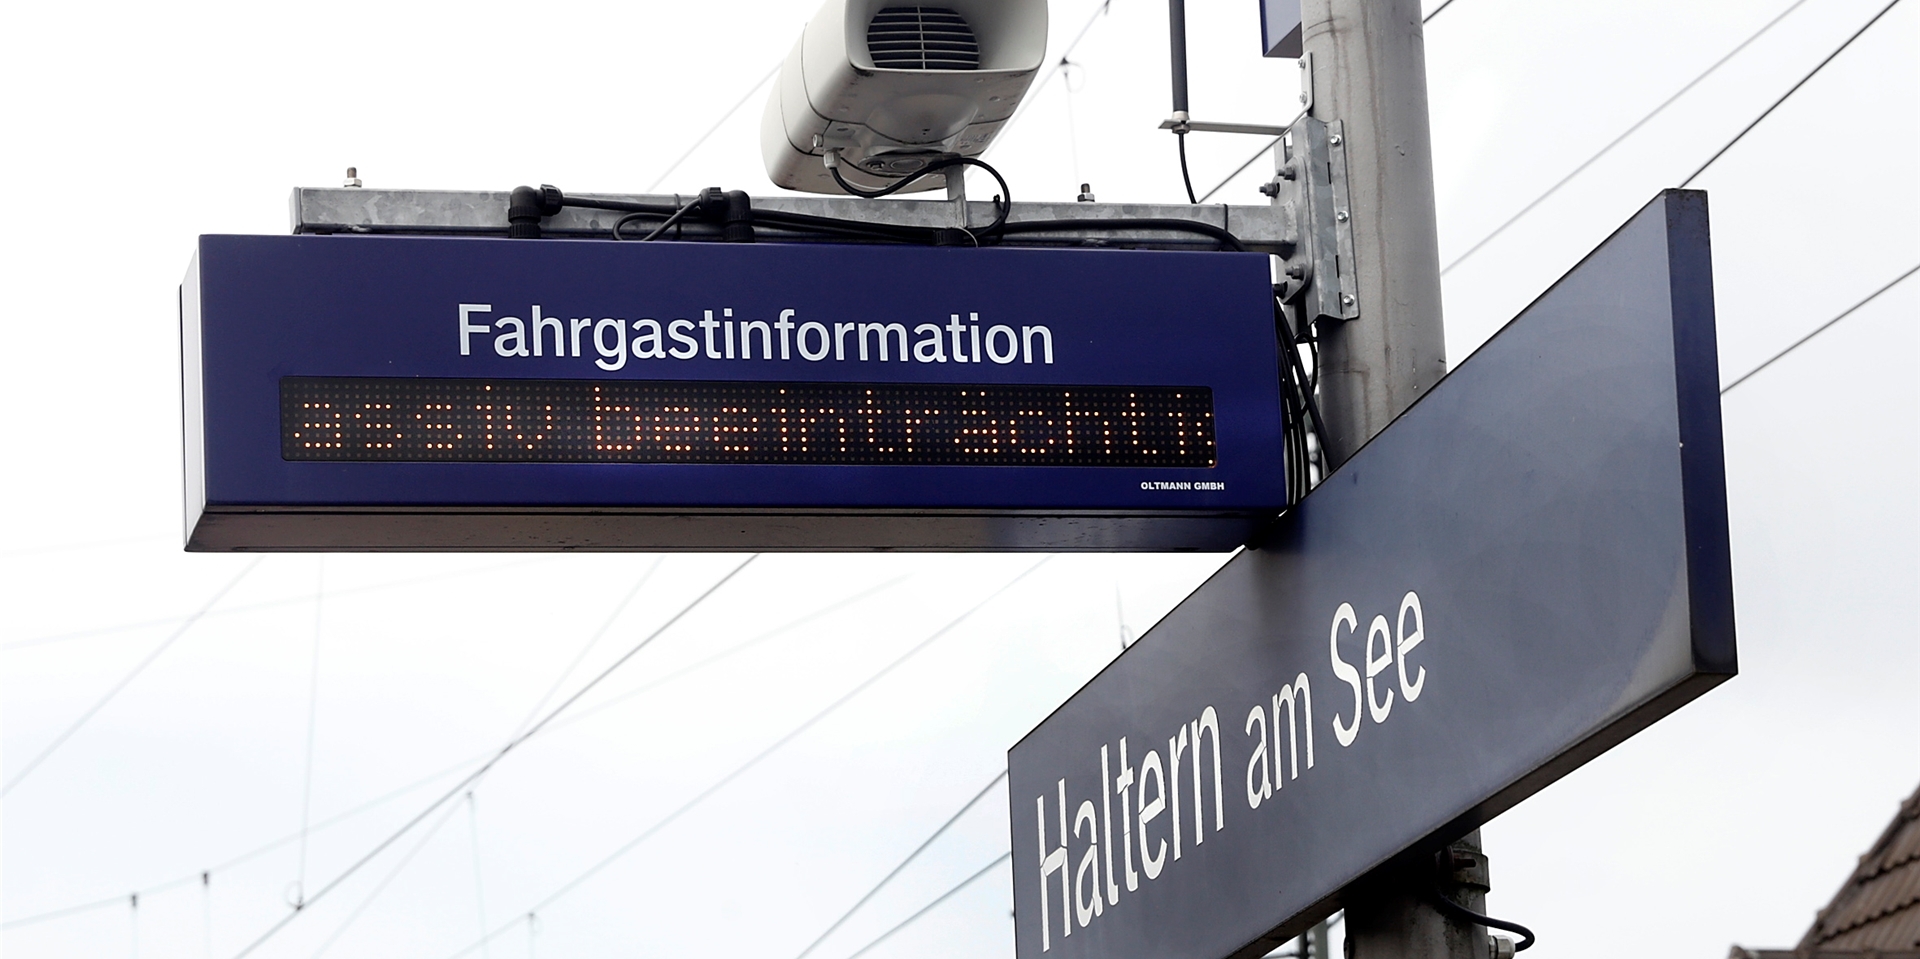 Fahrgastinformation
assiv beeinträchti
OLTMANN GMBH
Haltern am See